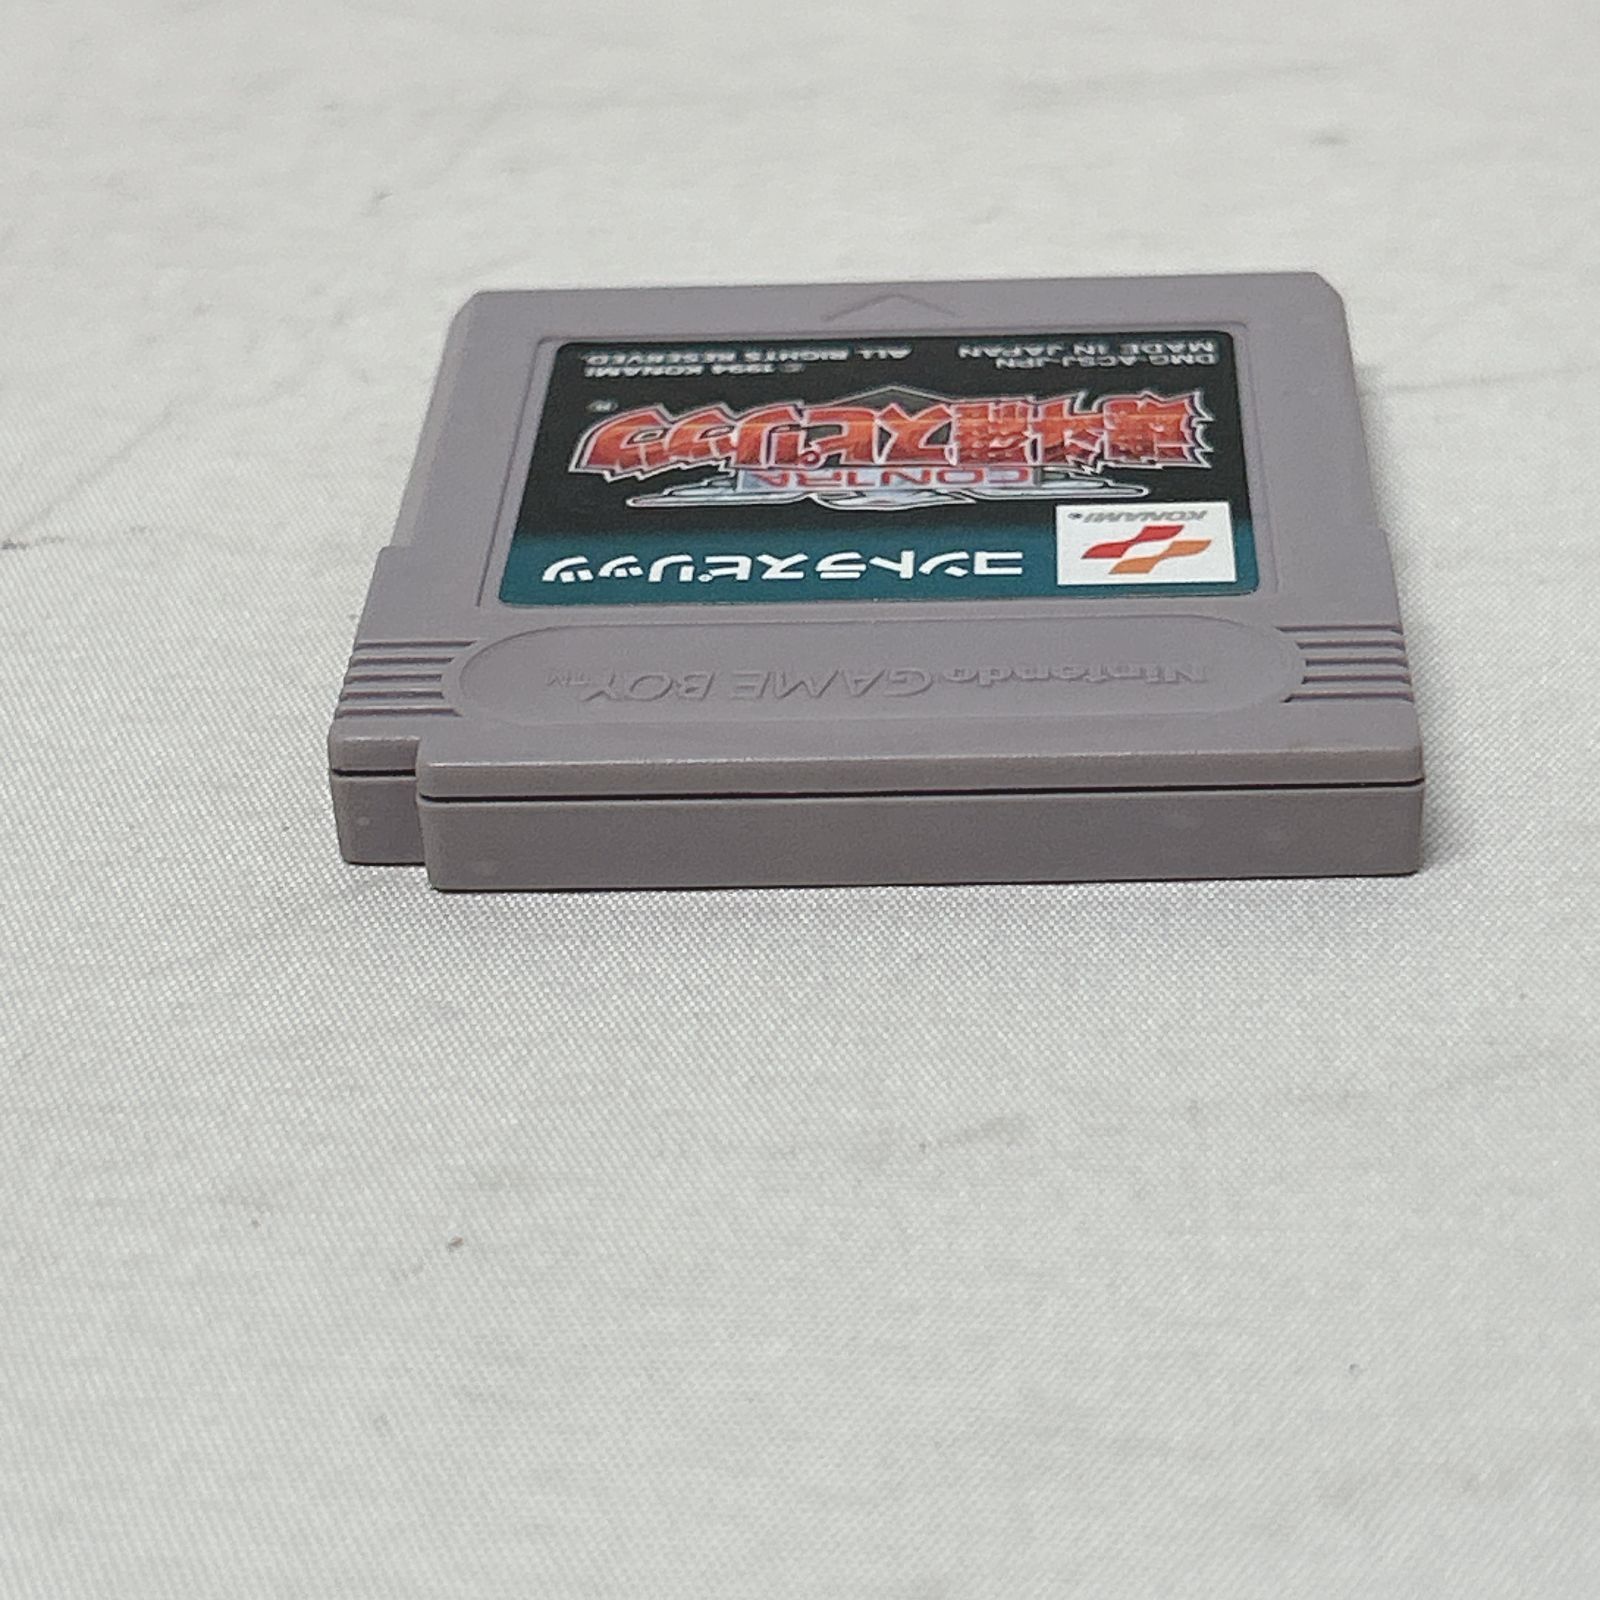 Nintendo GAME BOY™
KONAMI®
コントラスピリッツ
CONTRA
魂斗羅スピリッツ
®
DMG-ACSJ-JPN
MADE IN JAPAN
© 1994 KONAMI
ALL RIGHTS RESERVED.